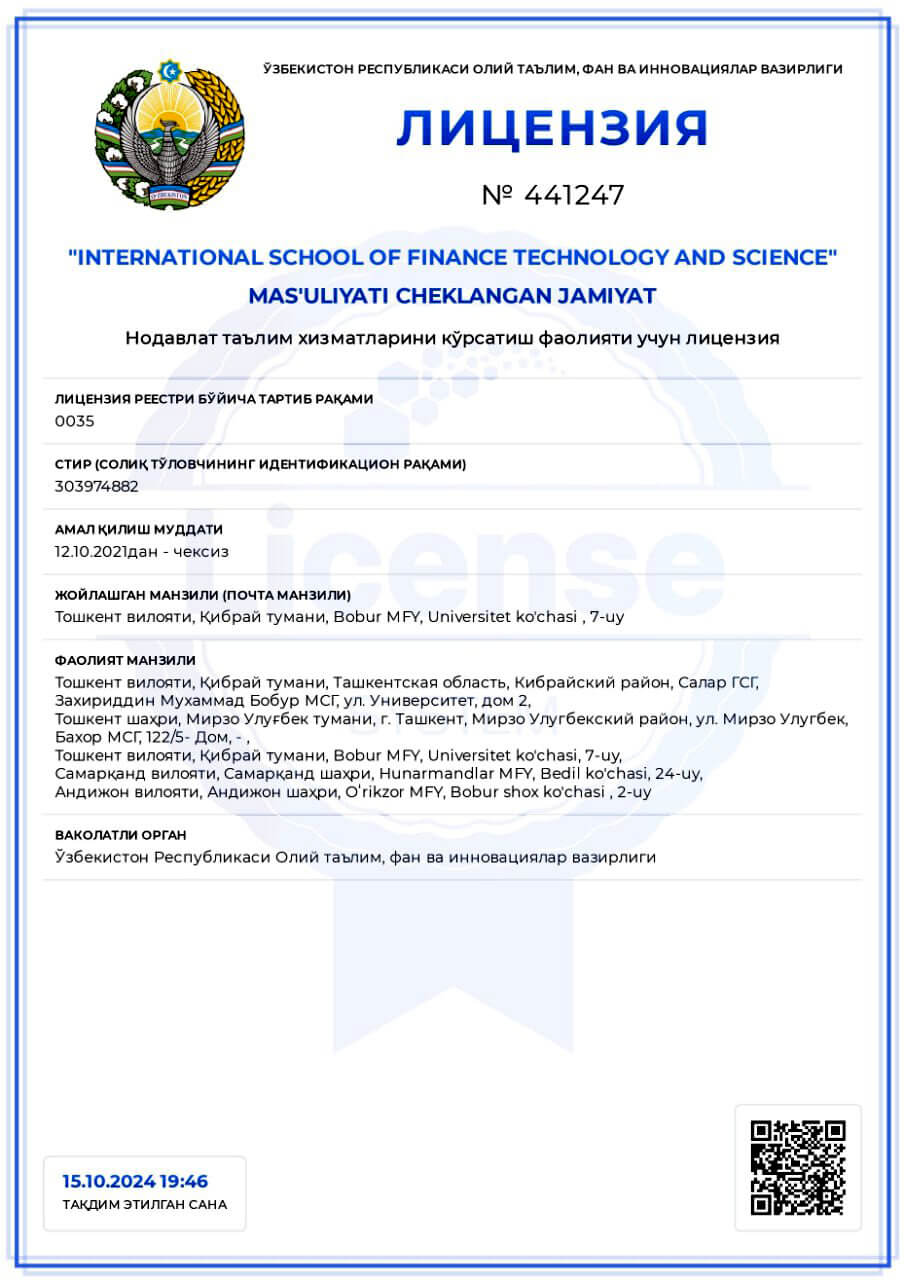 ЎЗБЕКИСТОН РЕСПУБЛИКАСИ ОЛИЙ ТАЪЛИМ, ФАН ВА ИННОВАЦИЯЛАР ВАЗИРЛИГИ
ЛИЦЕНЗИЯ
№ 441247
"INTERNATIONAL SCHOOL OF FINANCE TECHNOLOGY AND SCIENCE"
MAS'ULIYATI CHEKLANGAN JAMIYAT
Нодавлат таълим хизматларини кўрсатиш фаолияти учун лицензия
ЛИЦЕНЗИЯ РЕЕСТРИ БЎЙИЧА ТАРТИБ РАҚАМИ
0035
СТИР (СОЛИҚ ТЎЛОВЧИНИНГ ИДЕНТИФИКАЦИОН РАҚАМИ)
303974882
АМАЛ ҚИЛИШ МУДДАТИ
12.10.2021дан - чексиз
License
ЖОЙЛАШГАН МАНЗИЛИ (ПОЧТА МАНЗИЛИ)
Тошкент вилояти, Қибрай тумани, Bobur MFY, Universitet ko'chasi , 7-uy
ФАОЛИЯТ МАНЗИЛИ
Тошкент вилояти, Қибрай тумани, Ташкентская область, Кибрайский район, Салар ГСГ,
Захириддин Мухаммад Бобур МСГ, ул. Университет, дом 2,
Тошкент шаҳри, Мирзо Улуғбек тумани, г. Ташкент, Мирзо Улугбекский район, ул. Мирзо Улугбек,
Бахор МСГ, 122/5- Дом, - ,
SYSTEM
Тошкент вилояти, Қибрай тумани, Bobur MFY, Universitet ko'chasi, 7-uy,
Самарқанд вилояти, Самарқанд шаҳри, Hunarmandlar MFY, Bedil ko'chasi, 24-uy,
Андижон вилояти, Андижон шаҳри, Oʻrikzor MFY, Bobur shox ko'chasi , 2-uy
ВАКОЛАТЛИ ОРГАН
Ўзбекистон Республикаси Олий таълим, фан ва инновациялар вазирлиги
15.10.2024 19:46
ТАҚДИМ ЭТИЛГАН САНА